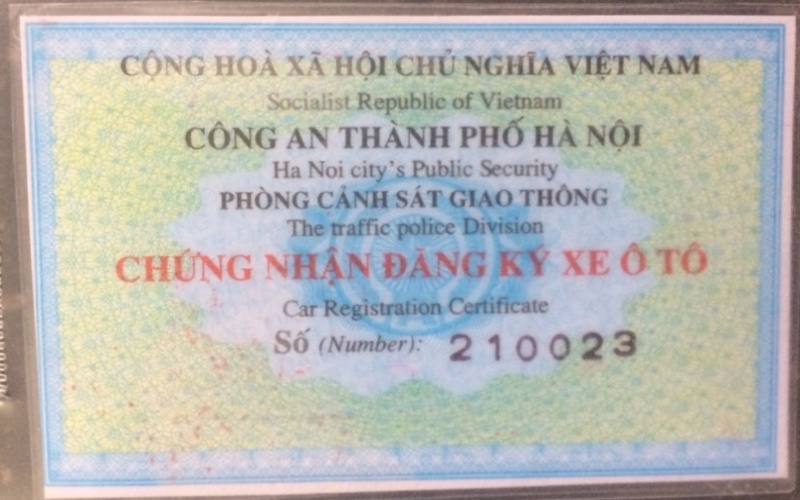 CỘNG HOÀ XÃ HỘI CHỦ NGHĨA VIỆT NAM
Socialist Republic of Vietnam
CÔNG AN THÀNH PHỐ HÀ NỘI
Ha Noi city's Public Security
PHÒNG CẢNH SÁT GIAO THÔNG
The traffic police Division
CHỨNG NHẬN ĐĂNG KÝ XE Ô TÔ
Car Registration Certificate
Số (Number): 210023